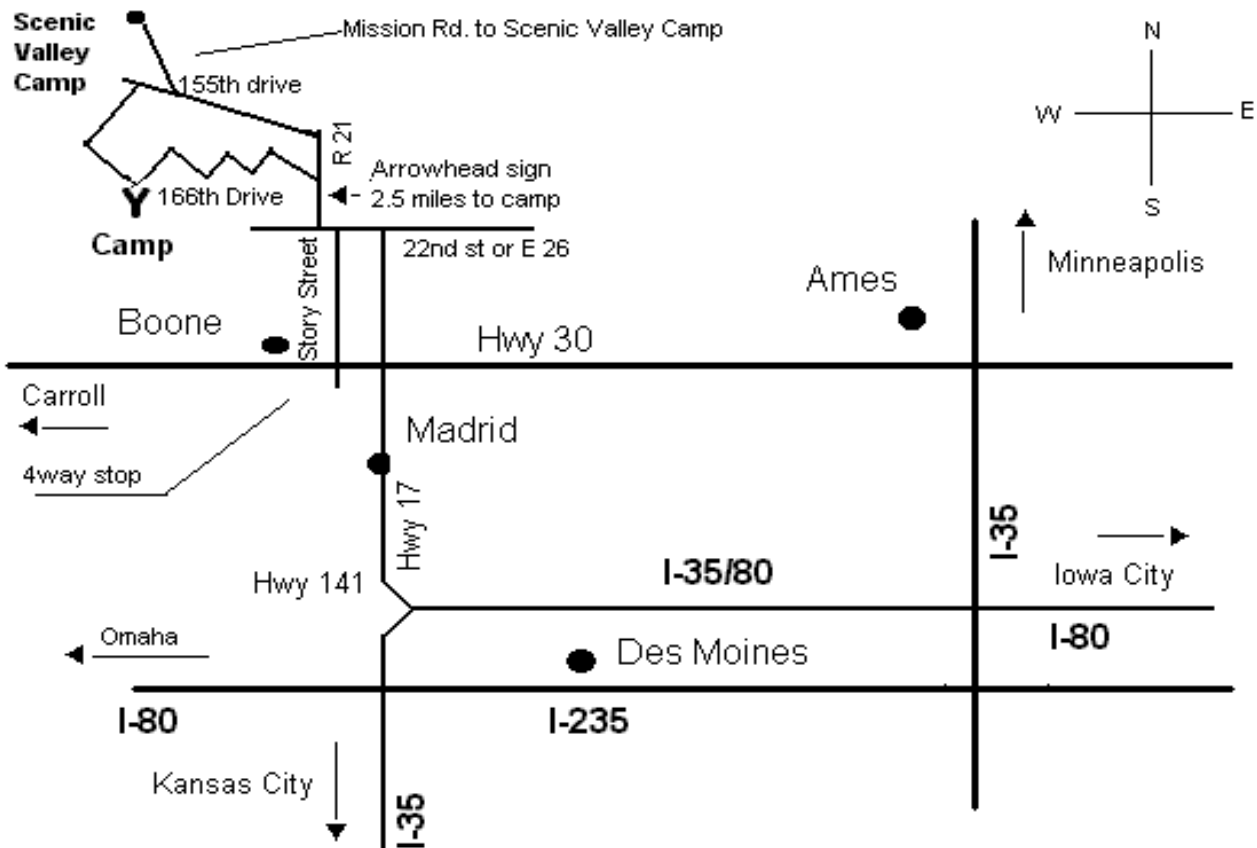 Scenic
Valley
Camp
Mission Rd. to Scenic Valley Camp
155th drive
R 21
Arrowhead sign
2.5 miles to camp
Y
166th Drive
Camp
N
W
E
S
22nd st or E 26
Story Street
Minneapolis
Ames
Boone
Hwy 30
Carroll
4way stop
Madrid
Hwy 17
I-35
Hwy 141
I-35/80
Iowa City
Omaha
Des Moines
I-80
I-80
I-235
Kansas City
I-35